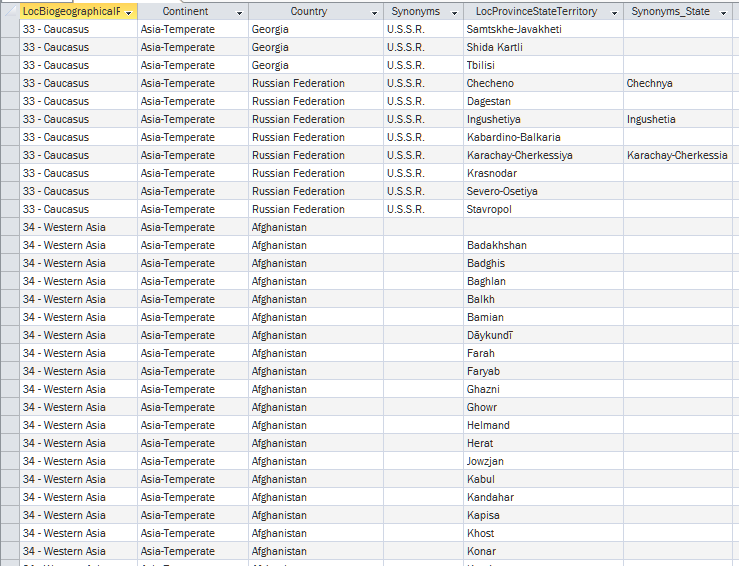 LocBiogeographicalF Continent Country Synonyms LocProvinceStateTerritory Synonyms_State
33 - Caucasus Asia-Temperate Georgia U.S.S.R. Samtskhe-Javakheti
33 - Caucasus Asia-Temperate Georgia U.S.S.R. Shida Kartli
33 - Caucasus Asia-Temperate Georgia U.S.S.R. Tbilisi
33 - Caucasus Asia-Temperate Russian Federation U.S.S.R. Checheno Chechnya
33 - Caucasus Asia-Temperate Russian Federation U.S.S.R. Dagestan
33 - Caucasus Asia-Temperate Russian Federation U.S.S.R. Ingushetiya Ingushetia
33 - Caucasus Asia-Temperate Russian Federation U.S.S.R. Kabardino-Balkaria
33 - Caucasus Asia-Temperate Russian Federation U.S.S.R. Karachay-Cherkessiya Karachay-Cherkessia
33 - Caucasus Asia-Temperate Russian Federation U.S.S.R. Krasnodar
33 - Caucasus Asia-Temperate Russian Federation U.S.S.R. Severo-Osetiya
33 - Caucasus Asia-Temperate Russian Federation U.S.S.R. Stavropol
34 - Western Asia Asia-Temperate Afghanistan
34 - Western Asia Asia-Temperate Afghanistan Badakhshan
34 - Western Asia Asia-Temperate Afghanistan Badghis
34 - Western Asia Asia-Temperate Afghanistan Baghlan
34 - Western Asia Asia-Temperate Afghanistan Balkh
34 - Western Asia Asia-Temperate Afghanistan Bamian
34 - Western Asia Asia-Temperate Afghanistan Dāykundī
34 - Western Asia Asia-Temperate Afghanistan Farah
34 - Western Asia Asia-Temperate Afghanistan Faryab
34 - Western Asia Asia-Temperate Afghanistan Ghazni
34 - Western Asia Asia-Temperate Afghanistan Ghowr
34 - Western Asia Asia-Temperate Afghanistan Helmand
34 - Western Asia Asia-Temperate Afghanistan Herat
34 - Western Asia Asia-Temperate Afghanistan Jowzjan
34 - Western Asia Asia-Temperate Afghanistan Kabul
34 - Western Asia Asia-Temperate Afghanistan Kandahar
34 - Western Asia Asia-Temperate Afghanistan Kapisa
34 - Western Asia Asia-Temperate Afghanistan Khost
34 - Western Asia Asia-Temperate Afghanistan Konar